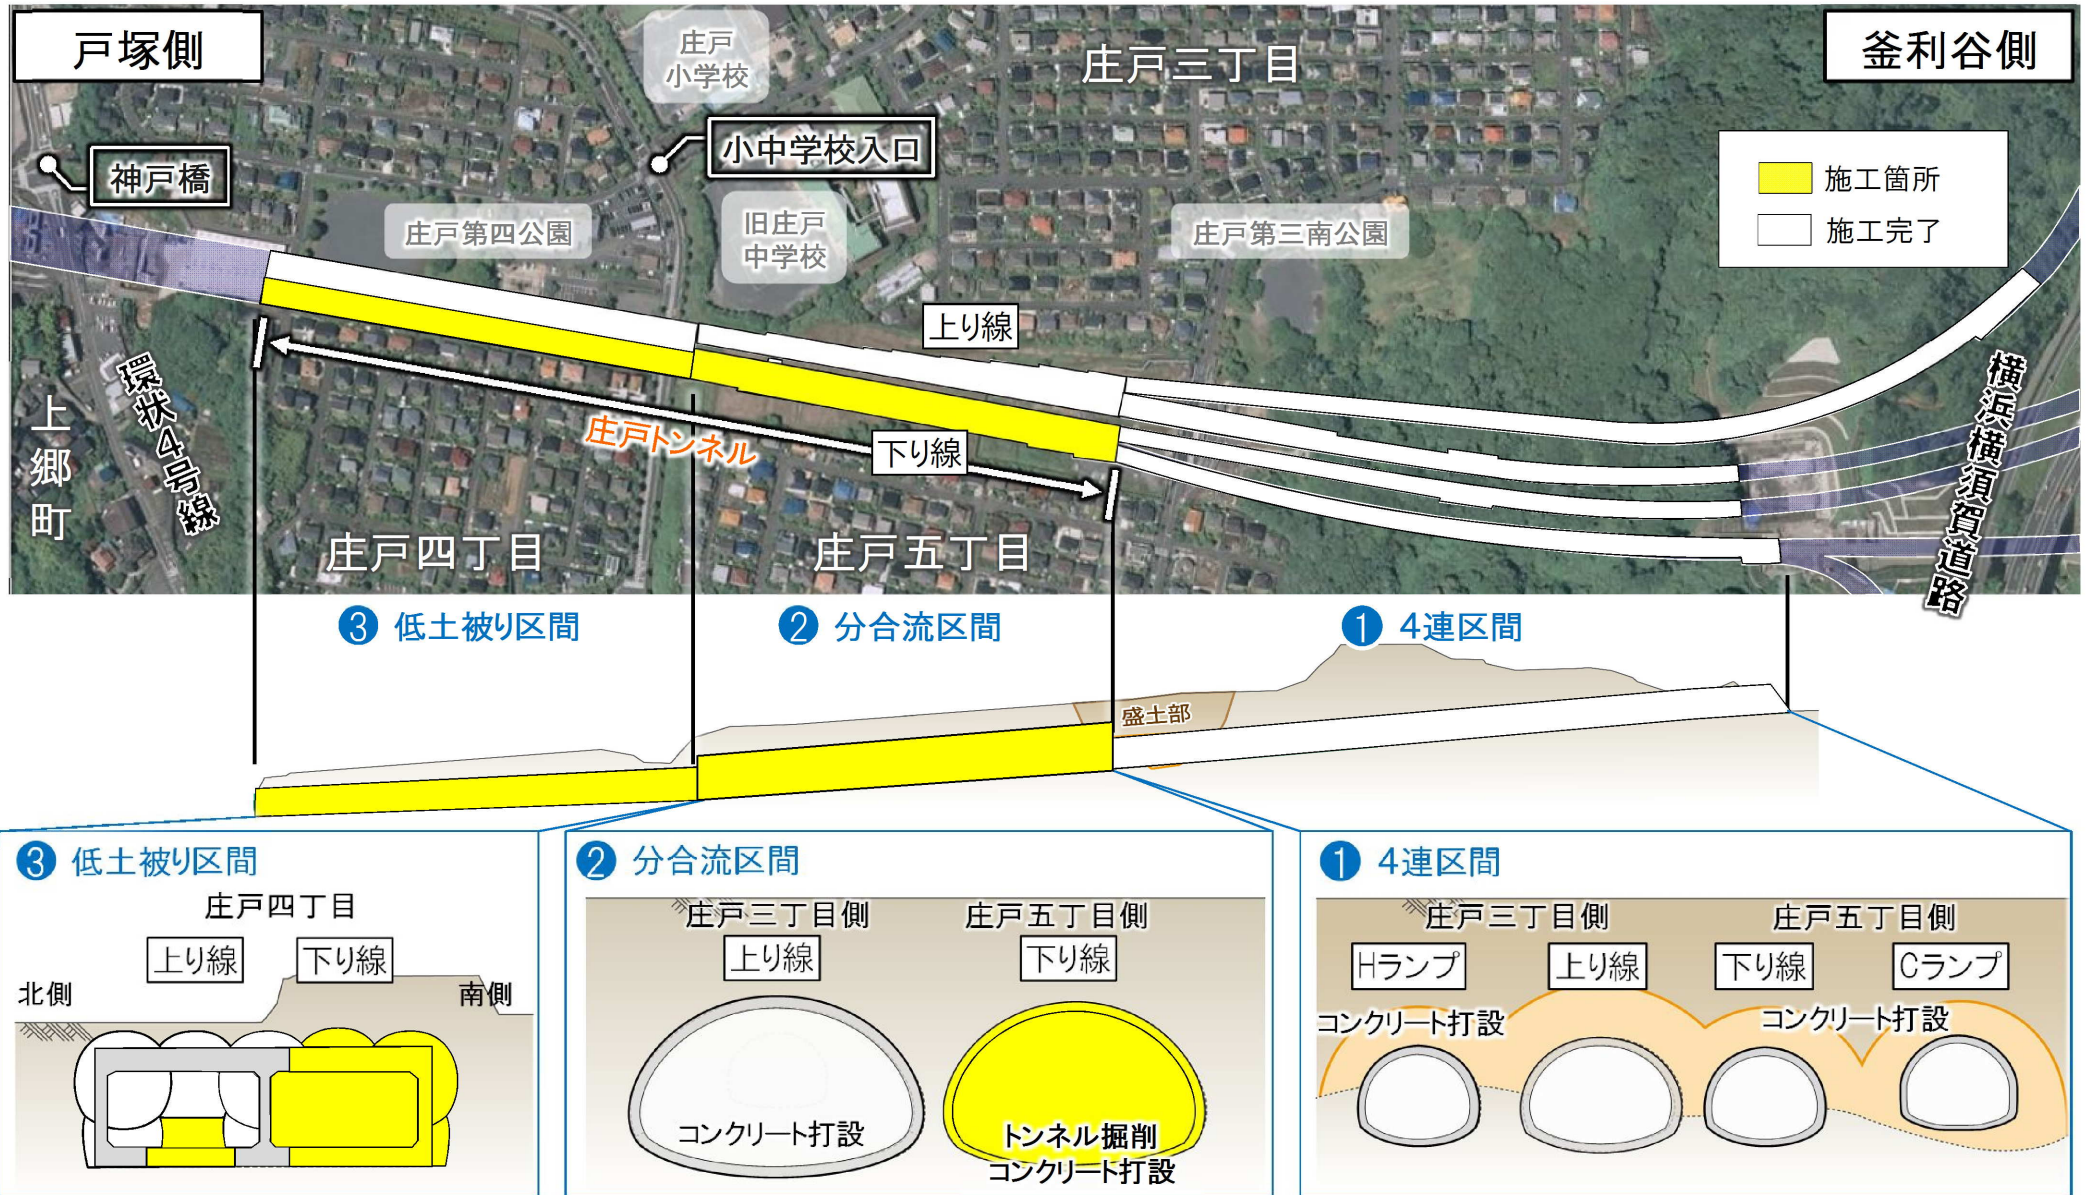 戸塚側
釜利谷側
庄戸
小学校
庄戸三丁目
小中学校入口
神戸橋
施工箇所
施工完了
庄戸第四公園
旧庄戸
中学校
庄戸第三南公園
上り線
環状4号線
横浜横須賀道路
上
郷
町
庄戸トンネル
下り線
庄戸四丁目
庄戸五丁目
3 低土被り区間
2 分合流区間
1 4連区間
盛土部
3 低土被り区間
庄戸四丁目
上り線
下り線
北側
南側
2 分合流区間
庄戸三丁目側
庄戸五丁目側
上り線
下り線
コンクリート打設
トンネル掘削
コンクリート打設
1 4連区間
庄戸三丁目側
庄戸五丁目側
Hランプ
上り線
下り線
Cランプ
コンクリート打設
コンクリート打設